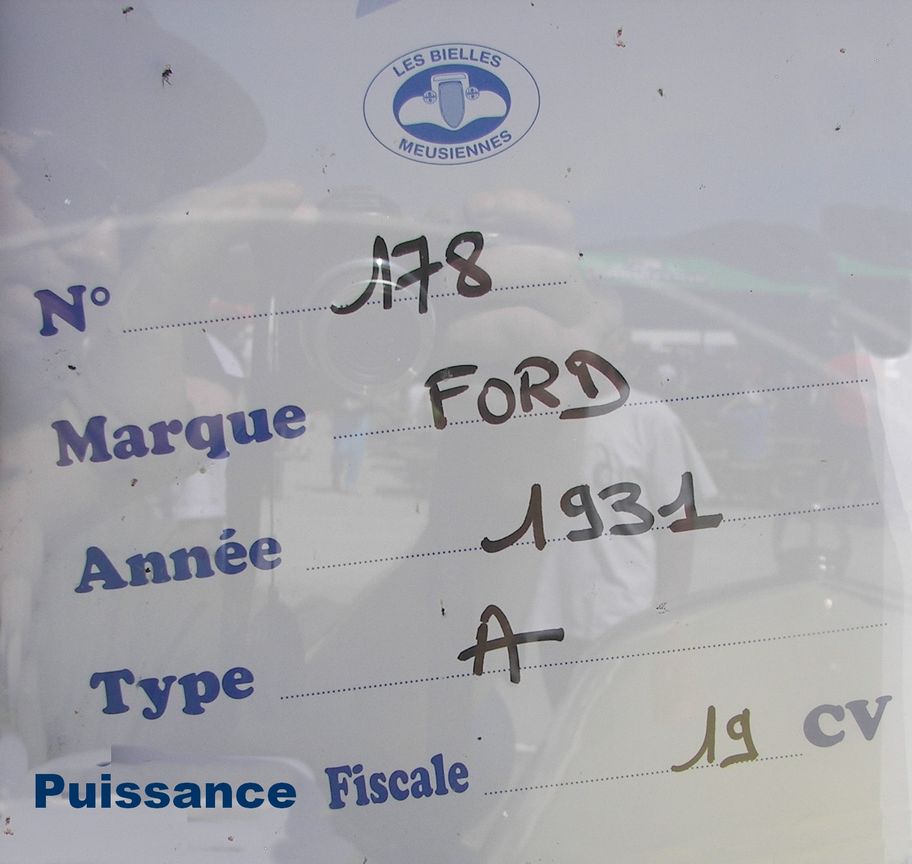 LES BIELLES
MEUSIENNES
N° 178
Marque FORD
Année 1931
Type A
Puissance Fiscale 19 CV